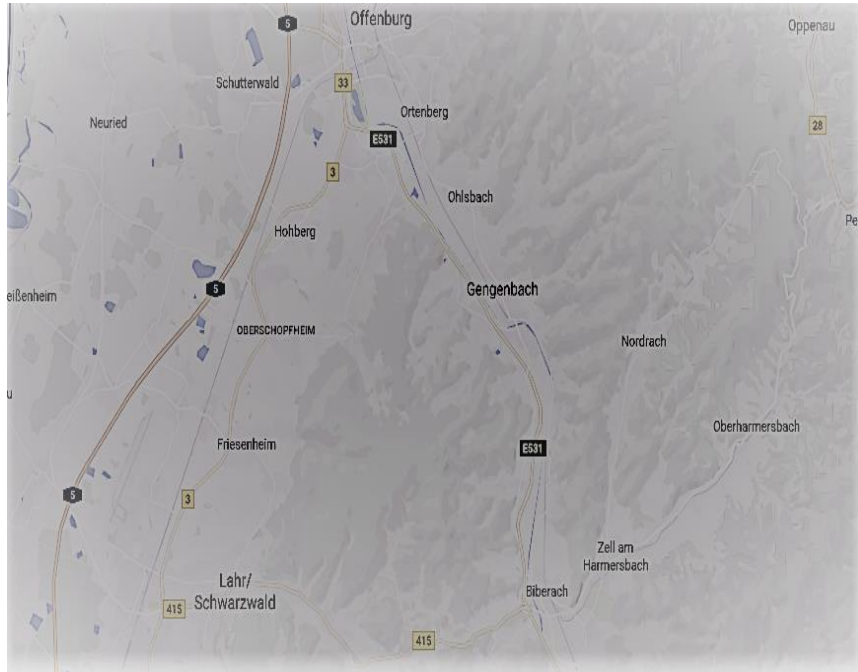 Offenburg
Oppenau
5
Schutterwald
33
Ortenberg
Neuried
28
E531
3
Ohlsbach
Pe
Hohberg
5
Gengenbach
eißenheim
OBERSCHOPFHEIM
Nordrach
u
Oberharmersbach
Friesenheim
E531
5
3
Zell am
Harmersbach
Lahr/
Schwarzwald
Biberach
415
415